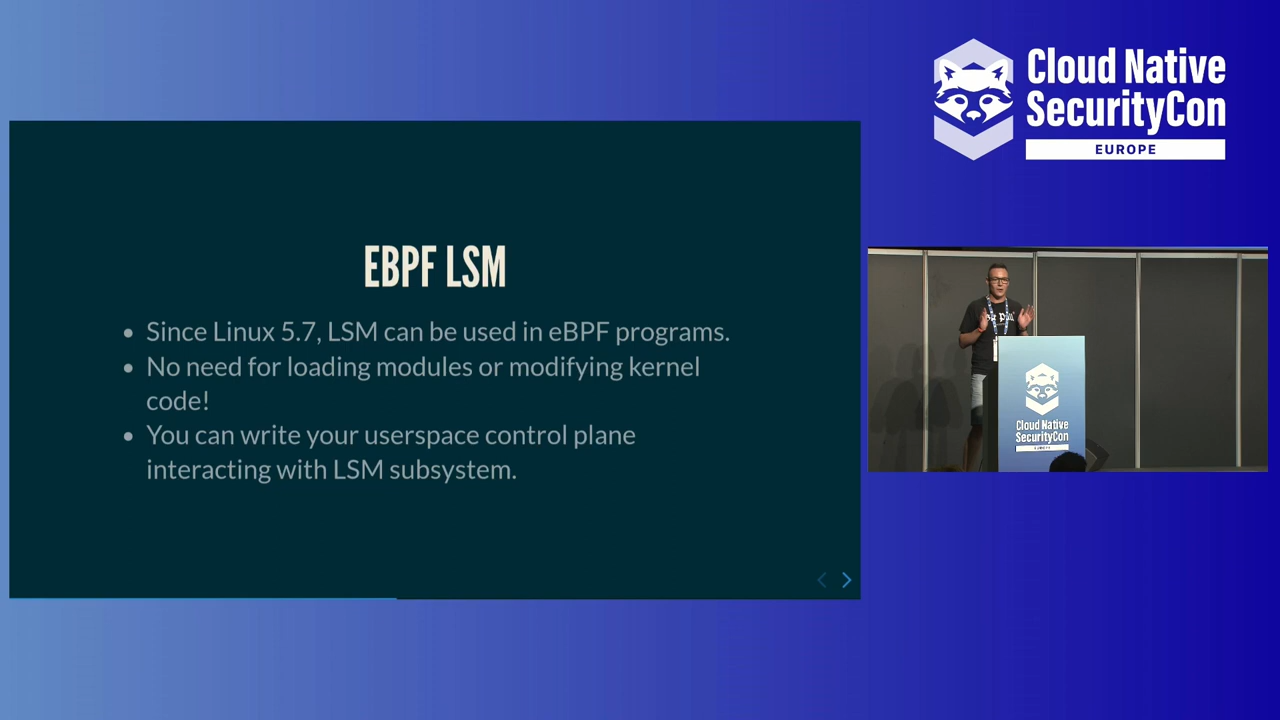 Cloud Native
SecurityCon
EUROPE
EBPF LSM
Since Linux 5.7, LSM can be used in eBPF programs.
No need for loading modules or modifying kernel
code!
You can write your userspace control plane
interacting with LSM subsystem.
Cloud Native
SecurityCon